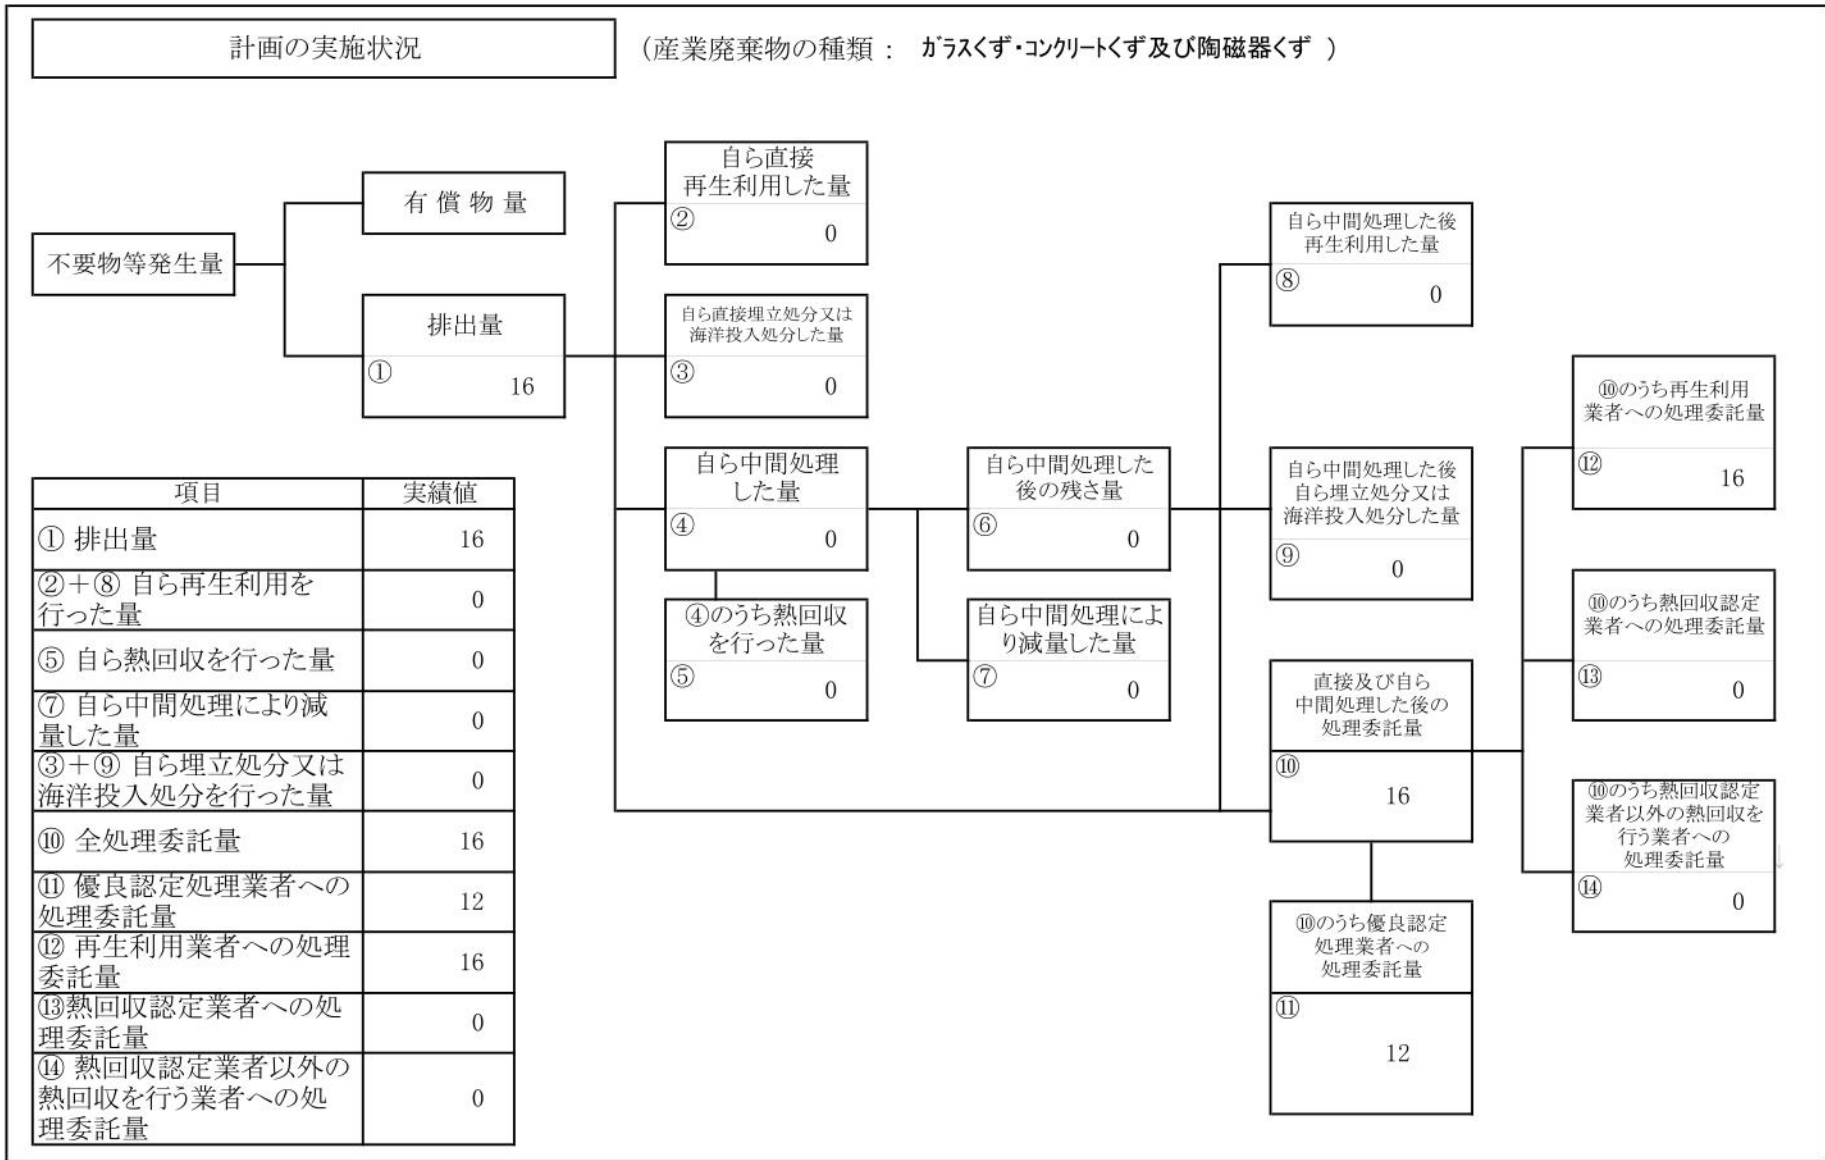 計画の実施状況
(産業廃棄物の種類： ガラスくず・コンクリートくず及び陶磁器くず )
不要物等発生量
有 償 物 量
排出量
①
16
自ら直接
再生利用した量
②
0
自ら直接埋立処分又は
海洋投入処分した量
③
0
自ら中間処理
した量
④
0
④のうち熱回収
を行った量
⑤
0
自ら中間処理した
後の残さ量
⑥
0
自ら中間処理によ
り減量した量
⑦
0
自ら中間処理した後
再生利用した量
⑧
0
自ら中間処理した後
自ら埋立処分又は
海洋投入処分した量
⑨
0
直接及び自ら
中間処理した後の
処理委託量
⑩
16
⑩のうち優良認定
処理業者への
処理委託量
⑪
12
⑩のうち再生利用
業者への処理委託量
⑫
16
⑩のうち熱回収認定
業者への処理委託量
⑬
0
⑩のうち熱回収認定
業者以外の熱回収を
行う業者への
処理委託量
⑭
0
↓
項目 実績値
① 排出量 16
②＋⑧ 自ら再生利用を
行った量 0
⑤ 自ら熱回収を行った量 0
⑦ 自ら中間処理により減
量した量 0
③＋⑨ 自ら埋立処分又は
海洋投入処分を行った量 0
⑩ 全処理委託量 16
⑪ 優良認定処理業者への
処理委託量 12
⑫ 再生利用業者への処理
委託量 16
⑬熱回収認定業者への処
理委託量 0
⑭ 熱回収認定業者以外の
熱回収を行う業者への処
理委託量 0